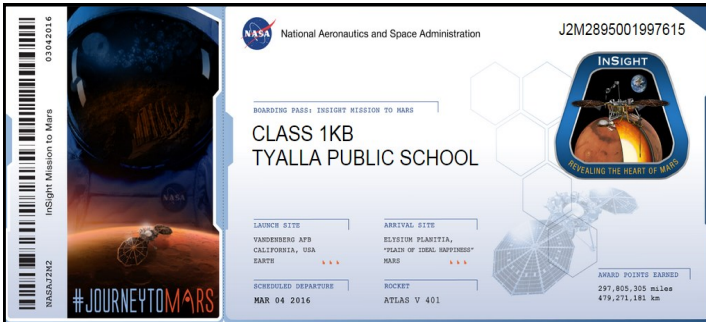 03042016
InSight Mission to Mars
NASAJ2M2
NASA
#JOURNEYTOMARS
NASA
National Aeronautics and Space Administration
J2M2895001997615
BOARDING PASS: INSIGHT MISSION TO MARS
CLASS 1KB
TYALLA PUBLIC SCHOOL
INSIGHT
REVEALING THE HEART OF MARS
LAUNCH SITE
VANDENBERG AFB
CALIFORNIA, USA
EARTH
ARRIVAL SITE
ELYSIUM PLANITIA,
"PLAIN OF IDEAL HAPPINESS"
MARS
SCHEDULED DEPARTURE
MAR 04 2016
ROCKET
ATLAS V 401
AWARD POINTS EARNED
297,805,305 miles
479,271,181 km